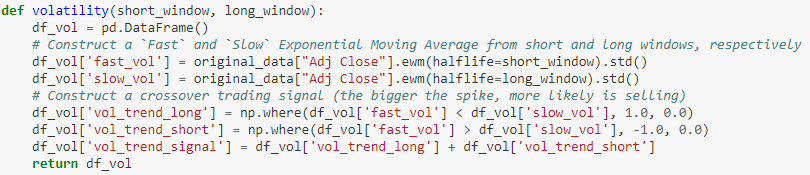 def volatility(short_window, long_window):
    df_vol = pd.DataFrame()
    # Construct a `Fast` and `Slow` Exponential Moving Average from short and long windows, respectively
    df_vol['fast_vol'] = original_data["Adj Close"].ewm(halflife=short_window).std()
    df_vol['slow_vol'] = original_data["Adj Close"].ewm(halflife=long_window).std()
    # Construct a crossover trading signal (the bigger the spike, more likely is selling)
    df_vol['vol_trend_long'] = np.where(df_vol['fast_vol'] < df_vol['slow_vol'], 1.0, 0.0)
    df_vol['vol_trend_short'] = np.where(df_vol['fast_vol'] > df_vol['slow_vol'], -1.0, 0.0)
    df_vol['vol_trend_signal'] = df_vol['vol_trend_long'] + df_vol['vol_trend_short']
    return df_vol